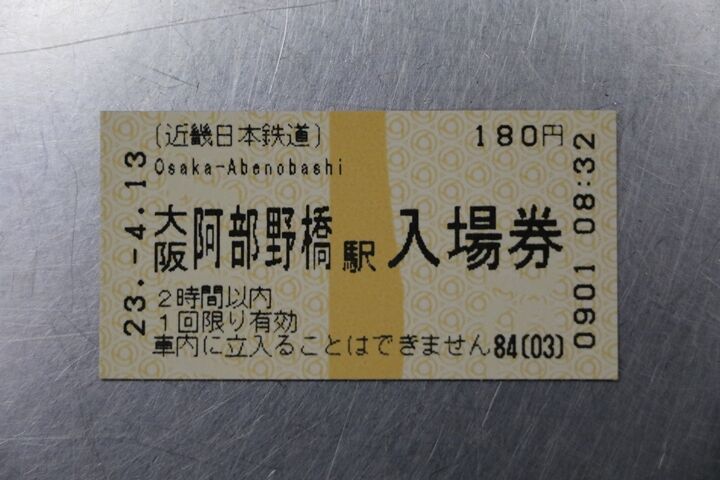 〔近畿日本鉄道〕 180円
Osaka-Abenobashi
大阪阿部野橋駅 入場券
2時間以内
1回限り有効
車内に立入ることはできません 84(03)
23.-4.13
0901 08:32